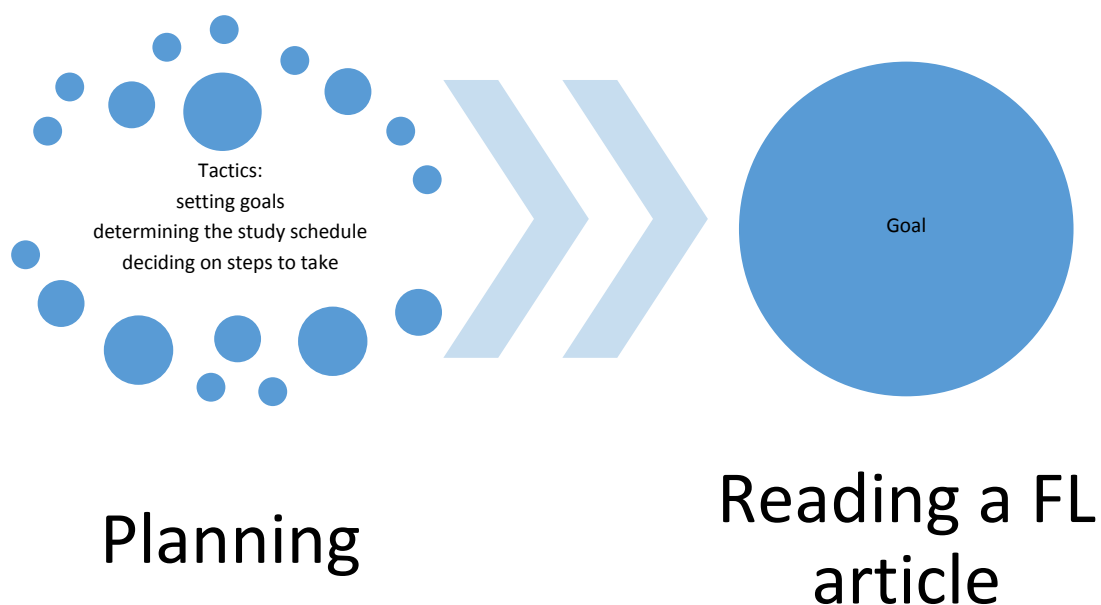 Tactics:
setting goals
determining the study schedule
deciding on steps to take
Goal
Planning
Reading a FL
article